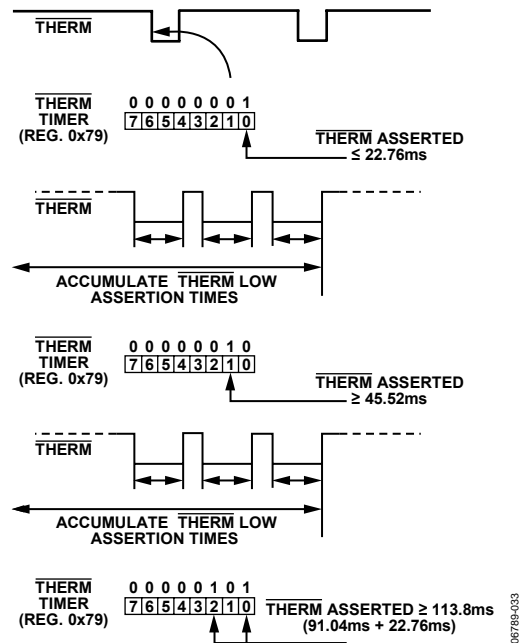 THERM
THERM
TIMER
(REG. 0x79)
0 0 0 0 0 0 0 1
7 6 5 4 3 2 1 0
THERM ASSERTED
≤ 22.76ms
THERM
ACCUMULATE THERM LOW
ASSERTION TIMES
THERM
TIMER
(REG. 0x79)
0 0 0 0 0 0 1 0
7 6 5 4 3 2 1 0
THERM ASSERTED
≥ 45.52ms
THERM
ACCUMULATE THERM LOW
ASSERTION TIMES
THERM
TIMER
(REG. 0x79)
0 0 0 0 0 1 0 1
7 6 5 4 3 2 1 0
THERM ASSERTED ≥ 113.8ms
(91.04ms + 22.76ms)
06789-033